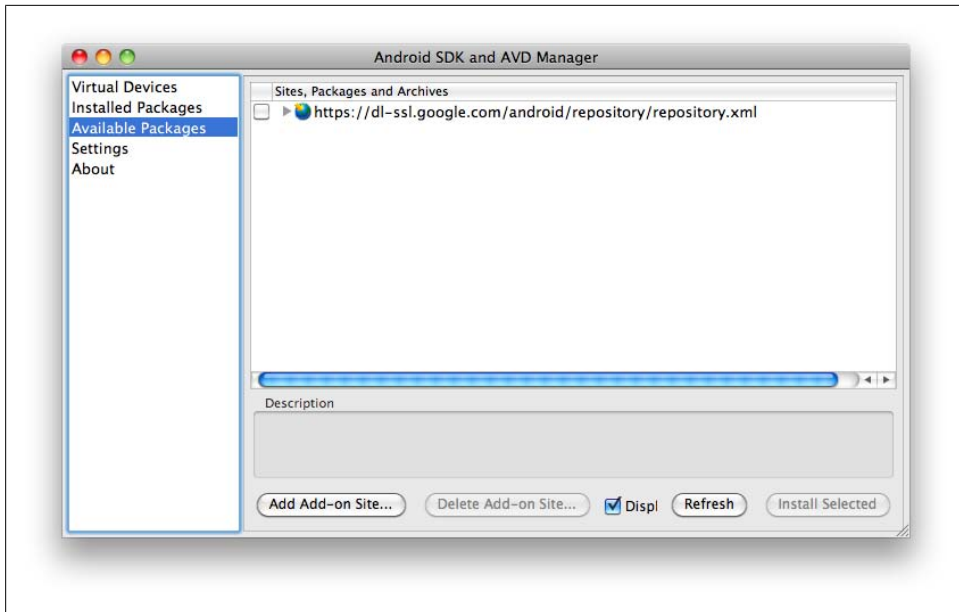 Android SDK and AVD Manager
Virtual Devices
Installed Packages
Available Packages
Settings
About
Sites, Packages and Archives
https://dl-ssl.google.com/android/repository/repository.xml
Description
Add Add-on Site...
Delete Add-on Site...
Displ
Refresh
Install Selected